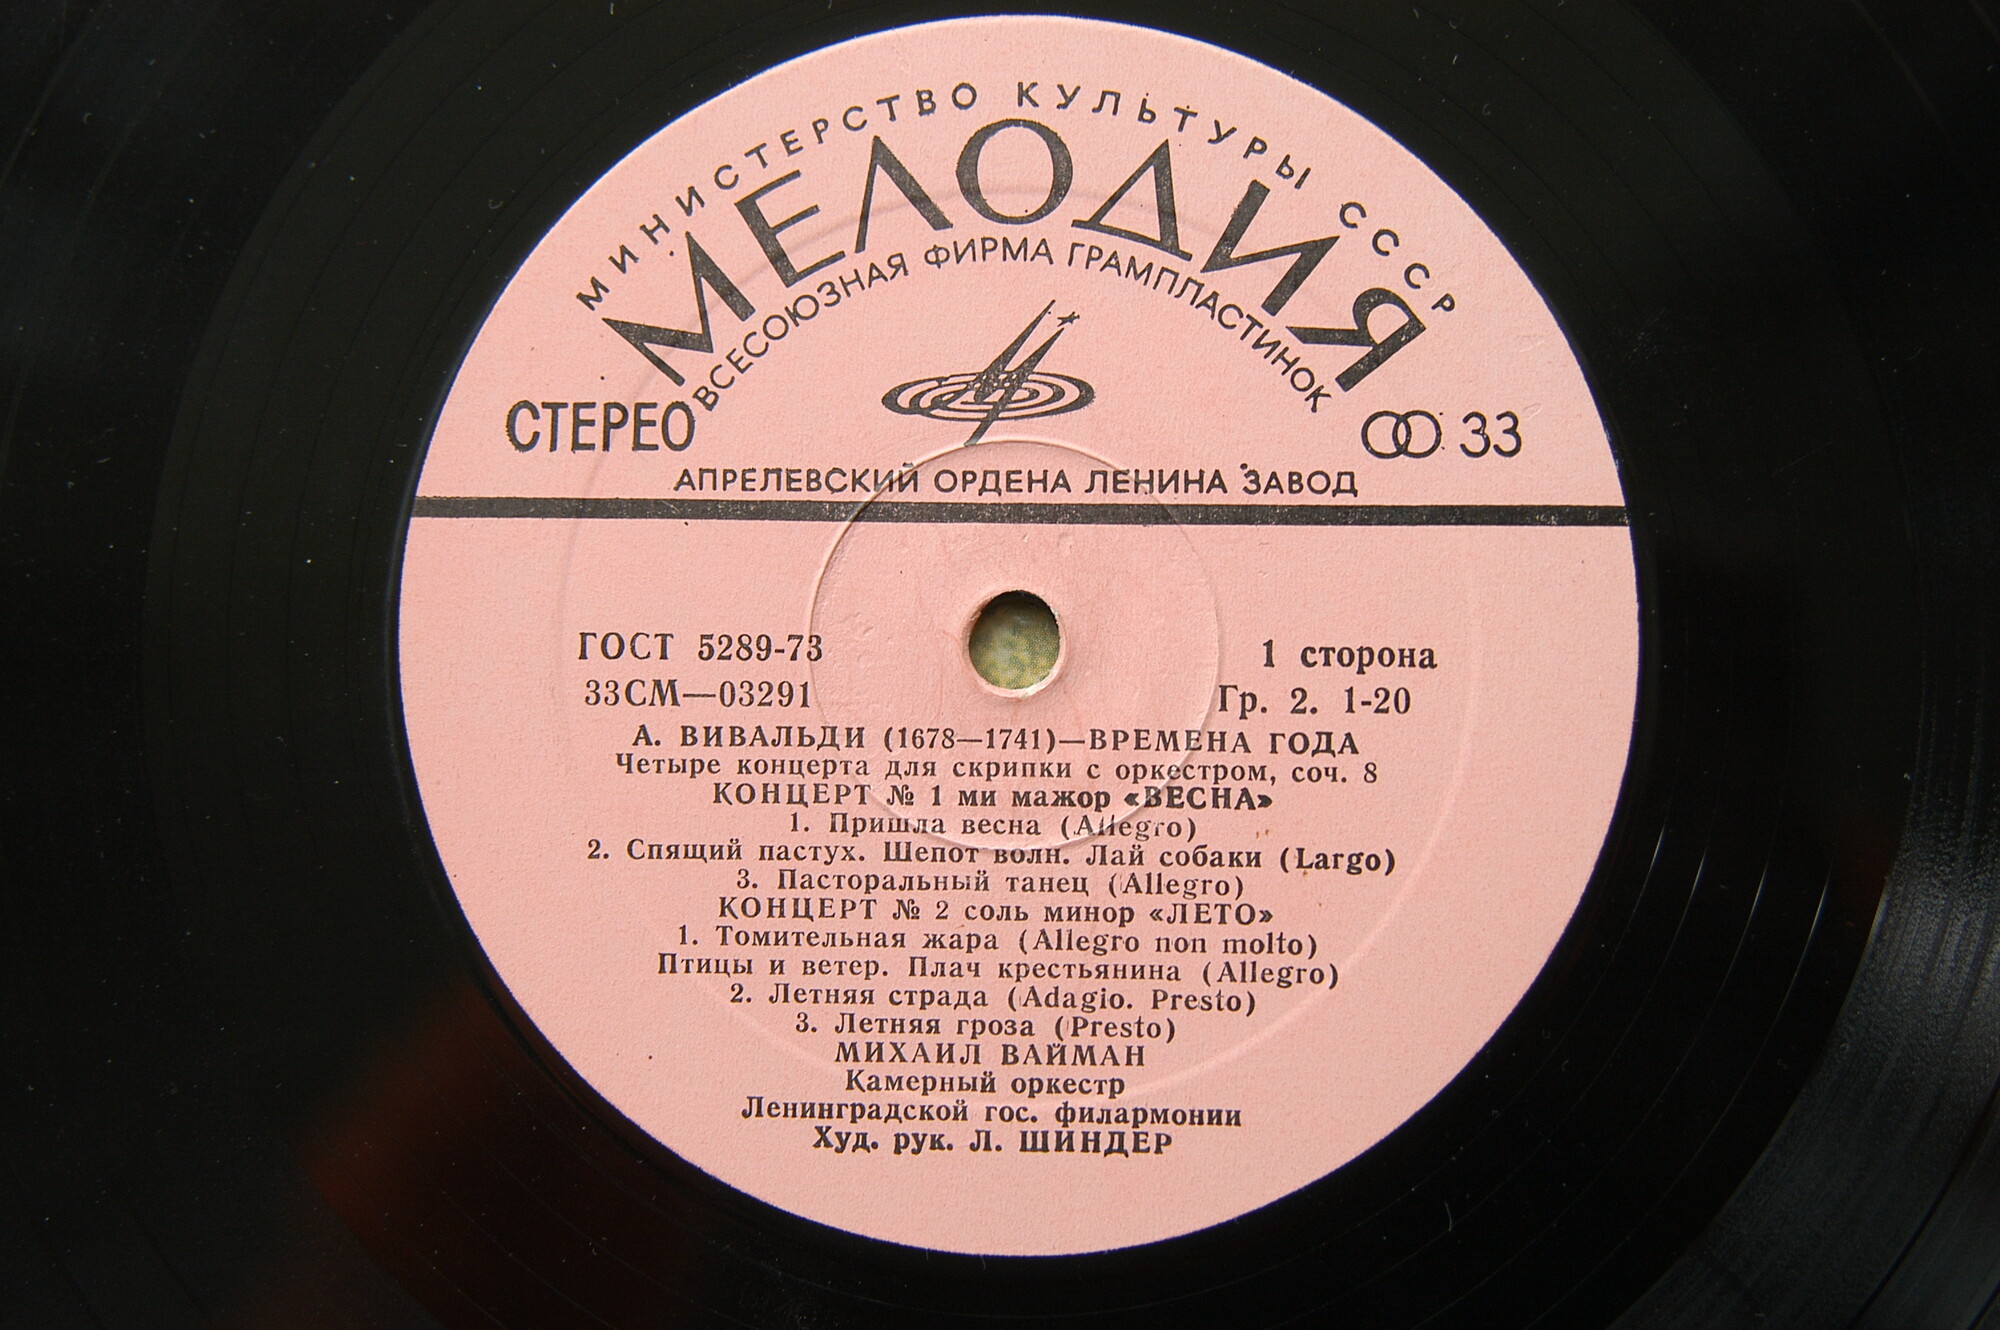 МИНИСТЕРСТВО КУЛЬТУРЫ СССР
МЕЛОДИЯ
ВСЕСОЮЗНАЯ ФИРМА ГРАМПЛАСТИНОК
СТЕРЕО 33
АПРЕЛЕВСКИЙ ОРДЕНА ЛЕНИНА ЗАВОД
ГОСТ 5289-73 1 сторона
33СМ—03291 Гр. 2. 1-20
А. ВИВАЛЬДИ (1678—1741)—ВРЕМЕНА ГОДА
Четыре концерта для скрипки с оркестром, соч. 8
КОНЦЕРТ № 1 ми мажор «ВЕСНА»
1. Пришла весна (Allegro)
2. Спящий пастух. Шепот волн. Лай собаки (Largo)
3. Пасторальный танец (Allegro)
КОНЦЕРТ № 2 соль минор «ЛЕТО»
1. Томительная жара (Allegro non molto)
Птицы и ветер. Плач крестьянина (Allegro)
2. Летняя страда (Adagio. Presto)
3. Летняя гроза (Presto)
МИХАИЛ ВАЙМАН
Камерный оркестр
Ленинградской гос. филармонии
Худ. рук. Л. ШИНДЕР